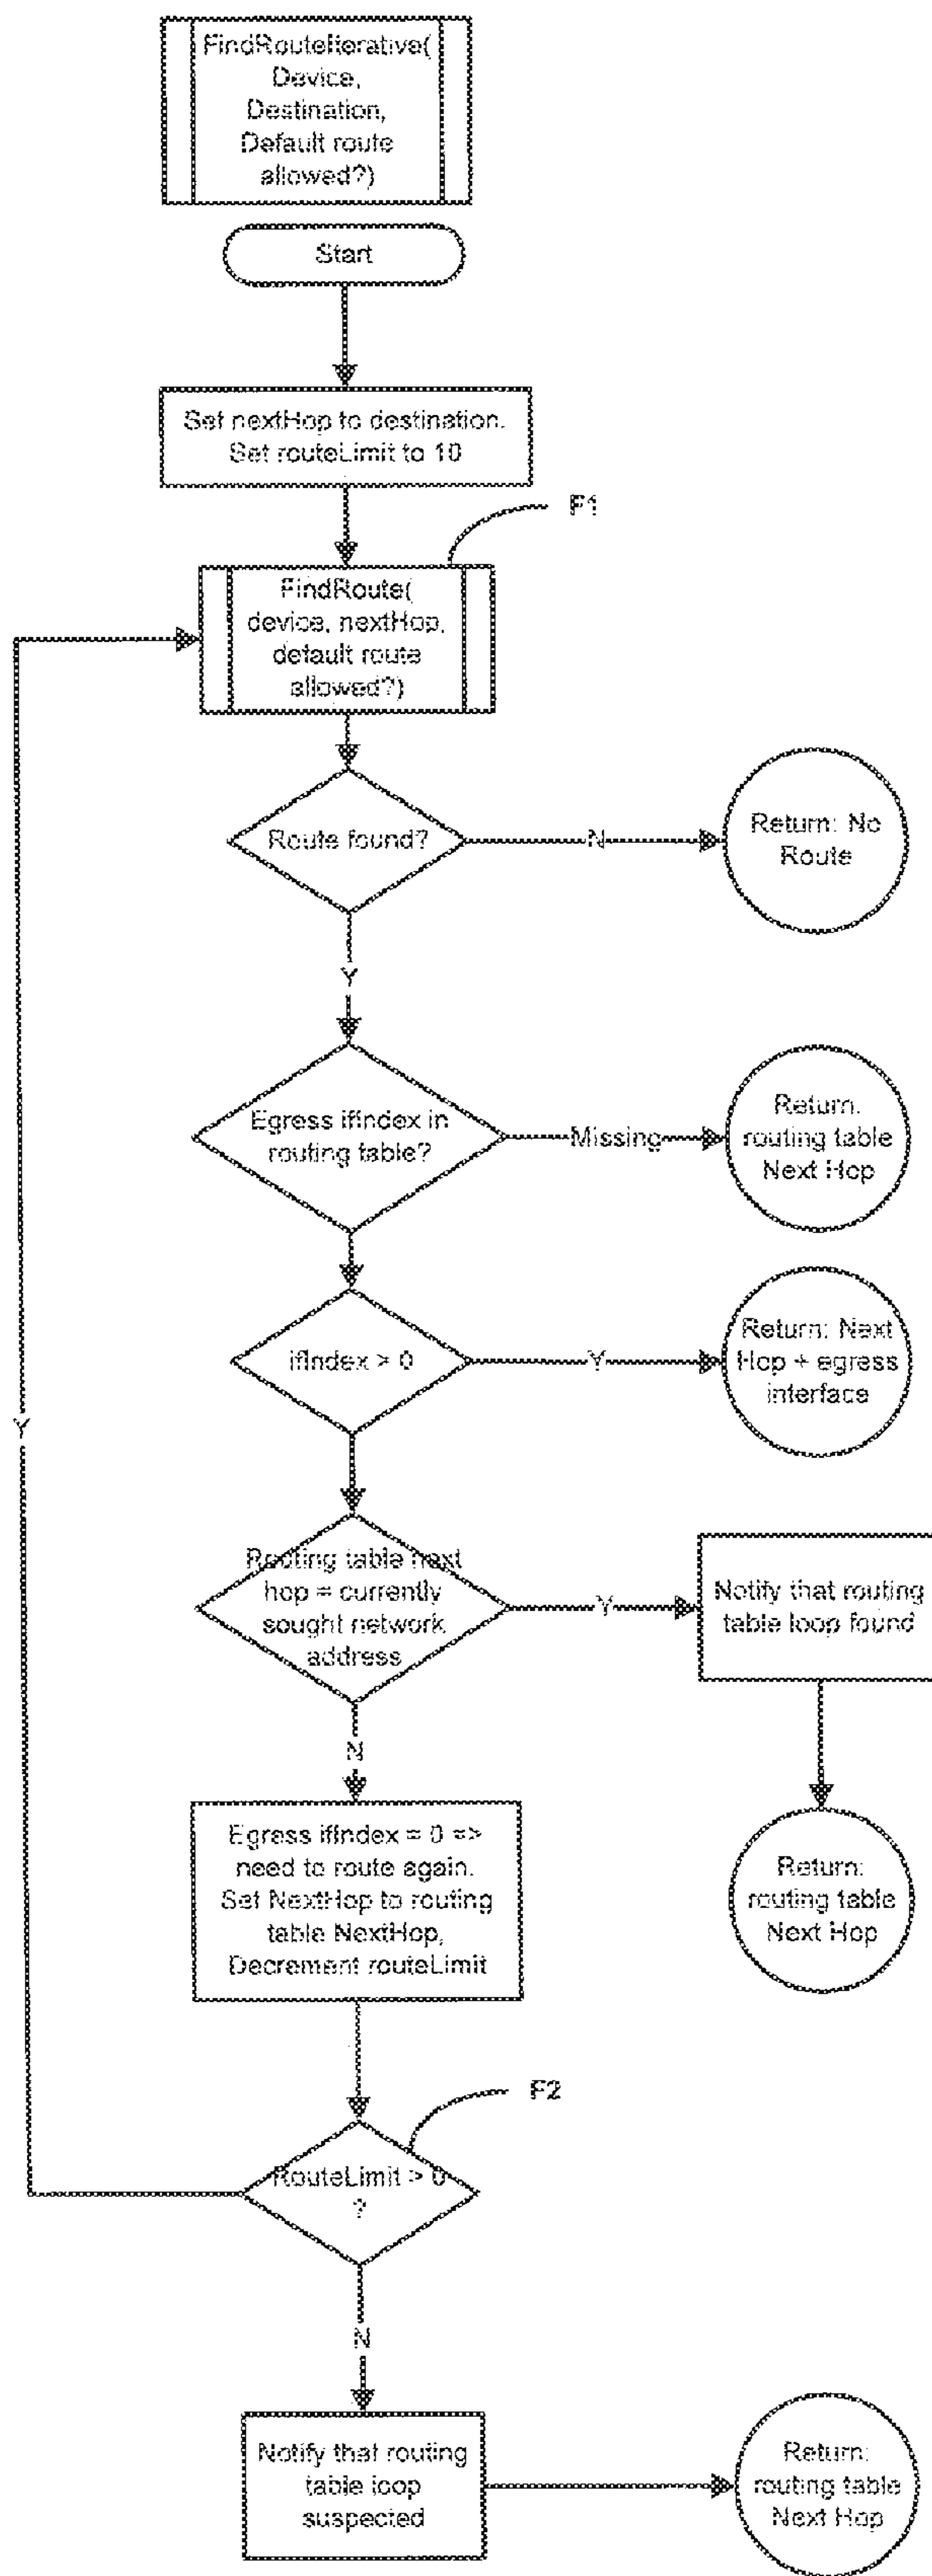 FindRouteIterative(
Device,
Destination,
Default route
allowed?)
Start
Set nextHop to destination.
Set routeLimit to 10
F1
FindRoute(
device, nextHop,
default route
allowed?)
Route found?
N
Return: No
Route
Y
Egress ifIndex in
routing table?
Missing
Return:
routing table
Next Hop
ifIndex > 0
Y
Return: Next
Hop + egress
interface
Y
Routing table next
hop = currently
sought network
address
Y
Notify that routing
table loop found
N
Egress ifIndex = 0 =>
need to route again.
Set NextHop to routing
table NextHop,
Decrement routeLimit
Return:
routing table
Next Hop
F2
RouteLimit > 0
?
N
Notify that routing
table loop
suspected
Return:
routing table
Next Hop